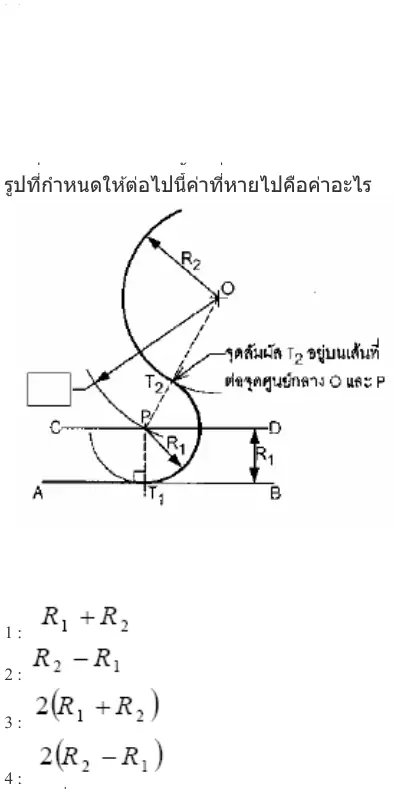 รูปที่กำหนดให้ต่อไปนี้ค่าที่หายไปคือค่าอะไร
R₂
O
จุดสัมผัส T₂ อยู่บนเส้นที่
ต่อจุดศูนย์กลาง O และ P
T₂
P
C
D
R₁
R₁
A
T₁
B
1 : R₁ + R₂
2 : R₂ − R₁
3 : 2(R₁ + R₂)
4 : 2(R₂ − R₁)